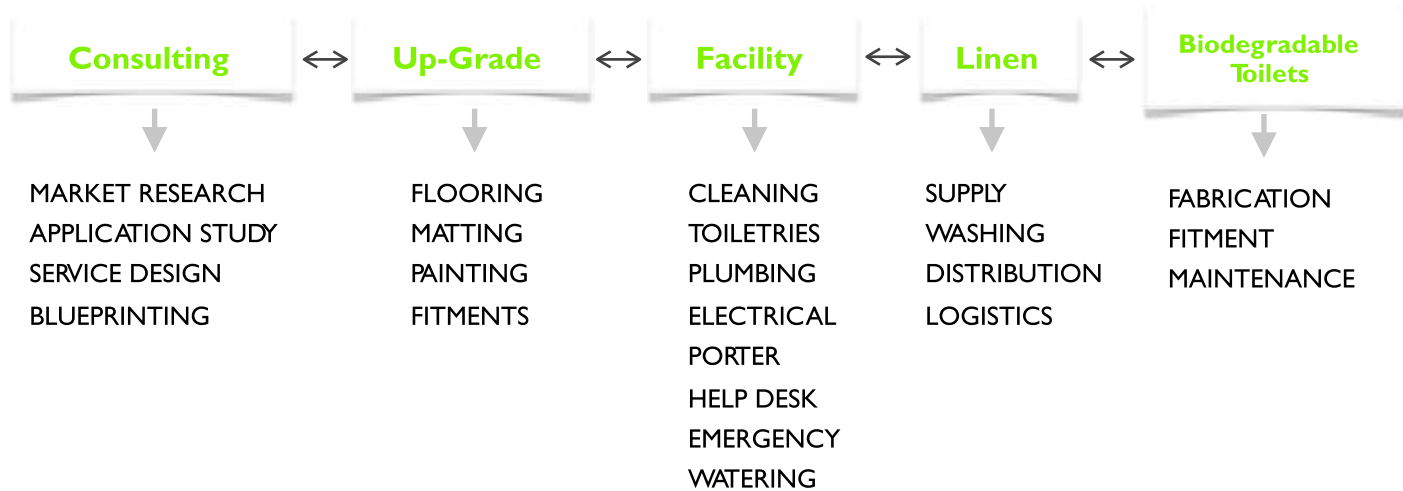 Consulting
Up-Grade
Facility
Linen
Biodegradable
Toilets
MARKET RESEARCH
APPLICATION STUDY
SERVICE DESIGN
BLUEPRINTING
FLOORING
MATTING
PAINTING
FITMENTS
CLEANING
TOILETRIES
PLUMBING
ELECTRICAL
PORTER
HELP DESK
EMERGENCY
WATERING
SUPPLY
WASHING
DISTRIBUTION
LOGISTICS
FABRICATION
FITMENT
MAINTENANCE